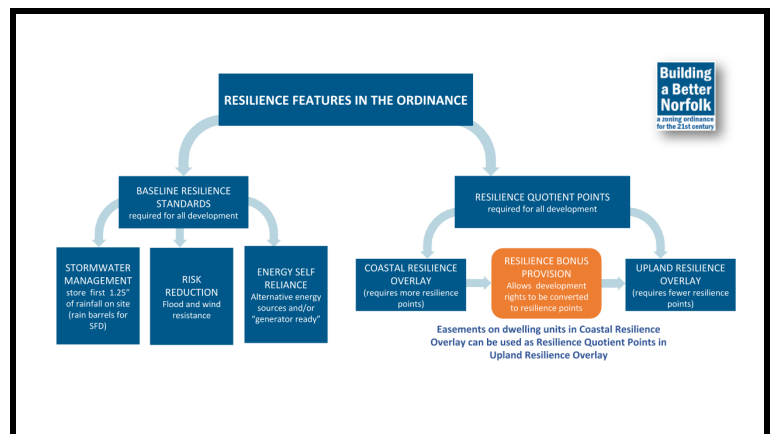 RESILIENCE FEATURES IN THE ORDINANCE
Building
a Better
Norfolk
a zoning ordinance
for the 21st century
BASELINE RESILIENCE
STANDARDS
required for all development
RESILIENCE QUOTIENT POINTS
required for all development
STORMWATER
MANAGEMENT
store first 1.25"
of rainfall on site
(rain barrels for
SFD)
RISK
REDUCTION
Flood and wind
resistance
ENERGY SELF
RELIANCE
Alternative energy
sources and/or
"generator ready"
COASTAL RESILIENCE
OVERLAY
(requires more resilience
points)
RESILIENCE BONUS
PROVISION
Allows development
rights to be converted
to resilience points
UPLAND RESILIENCE
OVERLAY
(requires fewer resilience
points)
Easements on dwelling units in Coastal Resilience
Overlay can be used as Resilience Quotient Points in
Upland Resilience Overlay